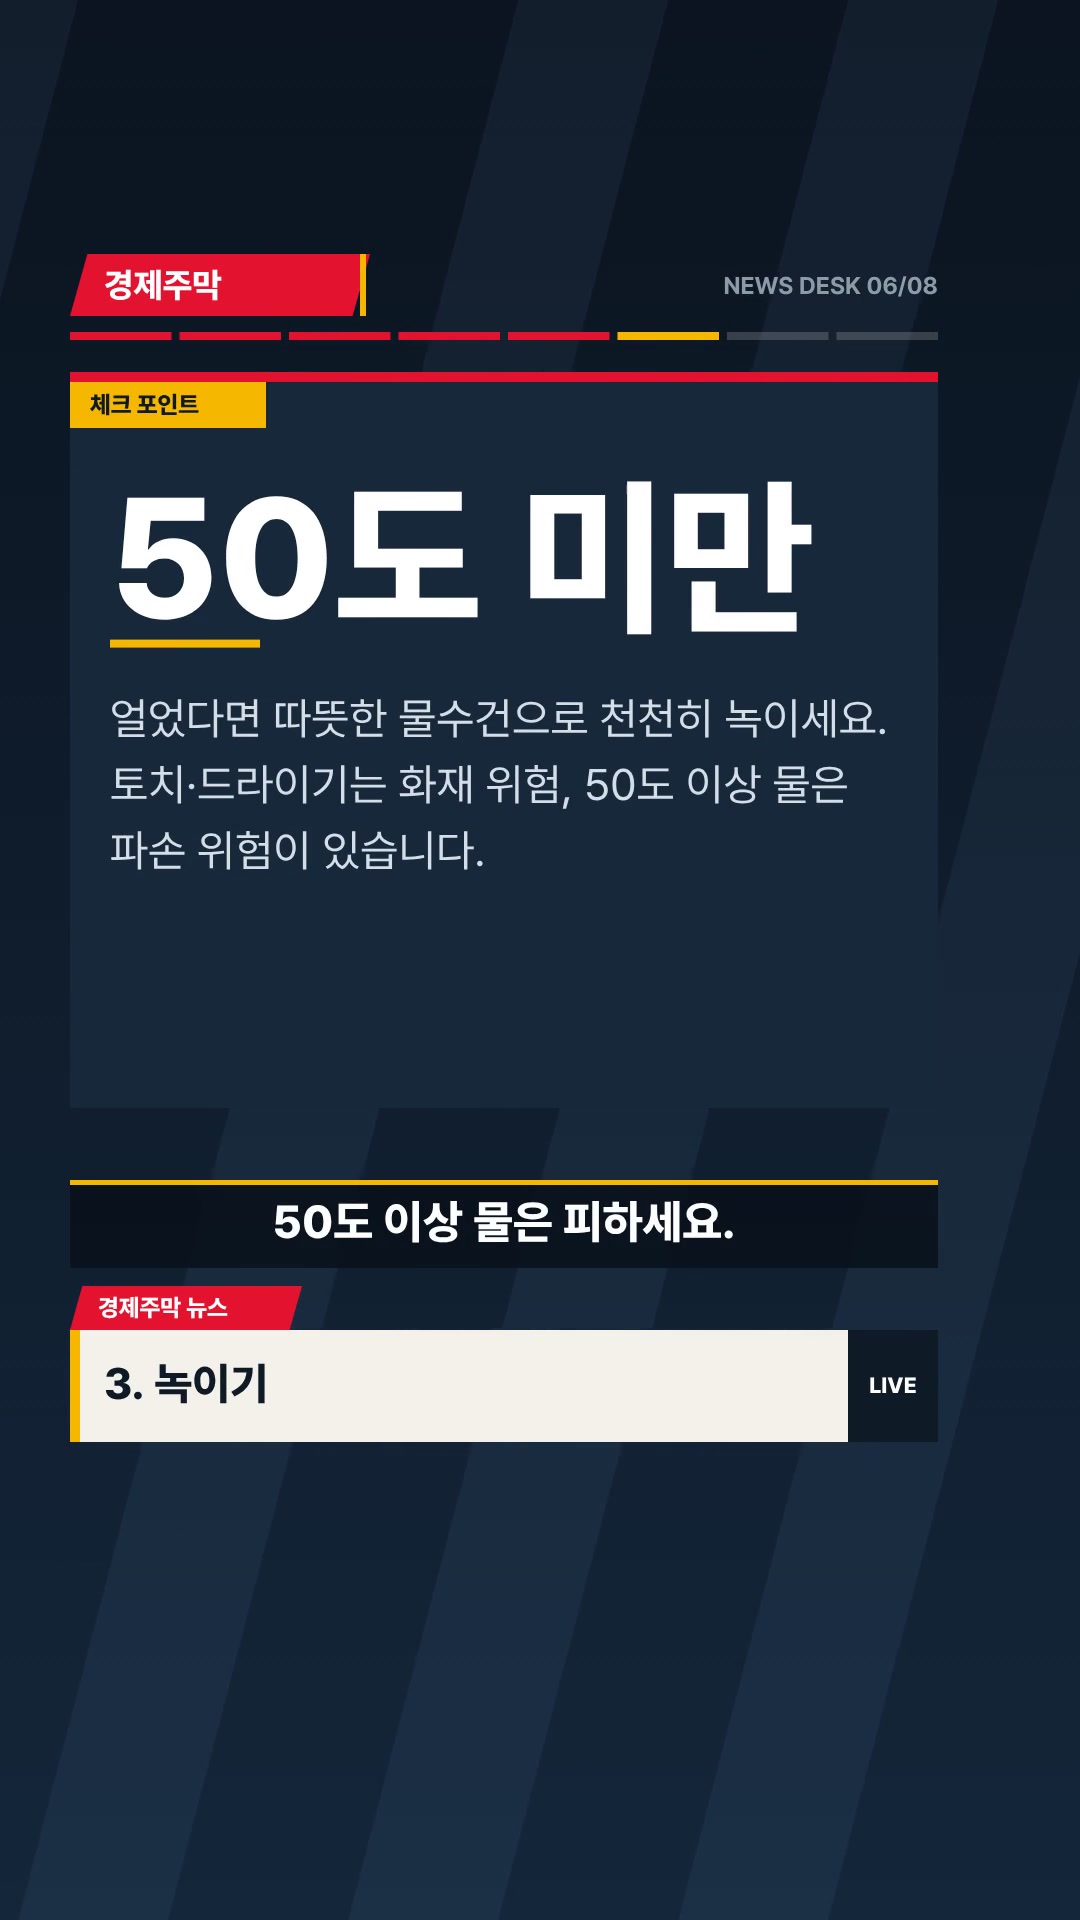 경제주막
NEWS DESK 06/08
체크 포인트
50도 미만
얼었다면 따뜻한 물수건으로 천천히 녹이세요.
토치·드라이기는 화재 위험, 50도 이상 물은
파손 위험이 있습니다.
50도 이상 물은 피하세요.
경제주막 뉴스
3. 녹이기
LIVE